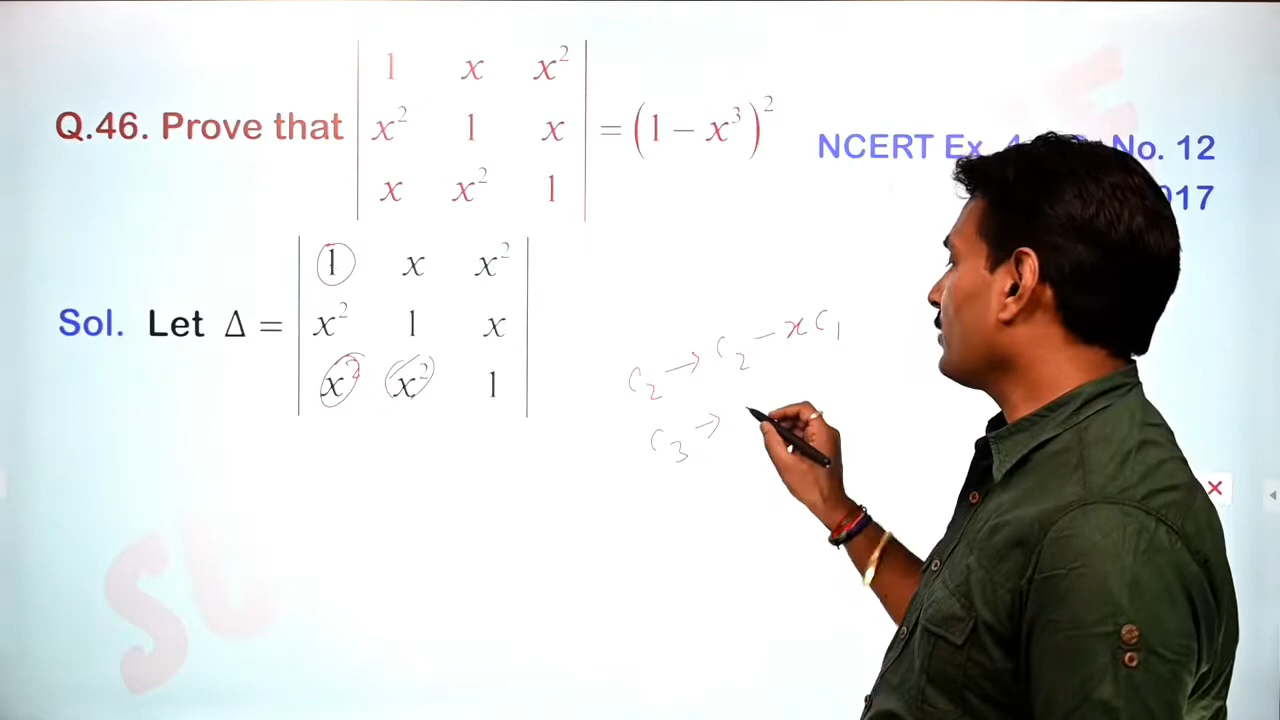 Q.46. Prove that | 1 x x² |
| x² 1 x | = (1 − x³)²
| x x² 1 |
NCERT Ex. 4 No. 12
017
Sol. Let Δ = | 1 x x² |
| x² 1 x |
| x² x² 1 |
C₂ → C₂ − xC₁
C₃ →